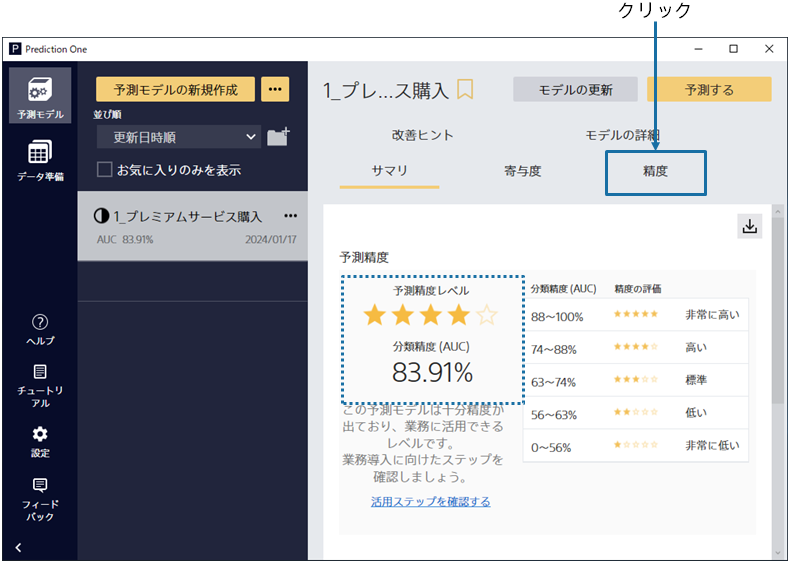 クリック
Prediction One
予測モデル
データ準備
ヘルプ
チュートリ
アル
設定
フィード
バック
予測モデルの新規作成
並び順
更新日時順
お気に入りのみを表示
1_プレミアムサービス購入
AUC 83.91%
2024/01/17
1_プレ...ス購入
モデルの更新
予測する
改善ヒント
モデルの詳細
サマリ
寄与度
精度
予測精度
予測精度レベル
分類精度 (AUC)
83.91%
この予測モデルは十分精度が
出ており、業務に活用できる
レベルです。
業務導入に向けたステップを
確認しましょう。
活用ステップを確認する
分類精度 (AUC) 精度の評価
88～100% ★★★★★ 非常に高い
74～88% ★★★★☆ 高い
63～74% ★★★☆☆ 標準
56～63% ★★☆☆☆ 低い
0～56% ★☆☆☆☆ 非常に低い